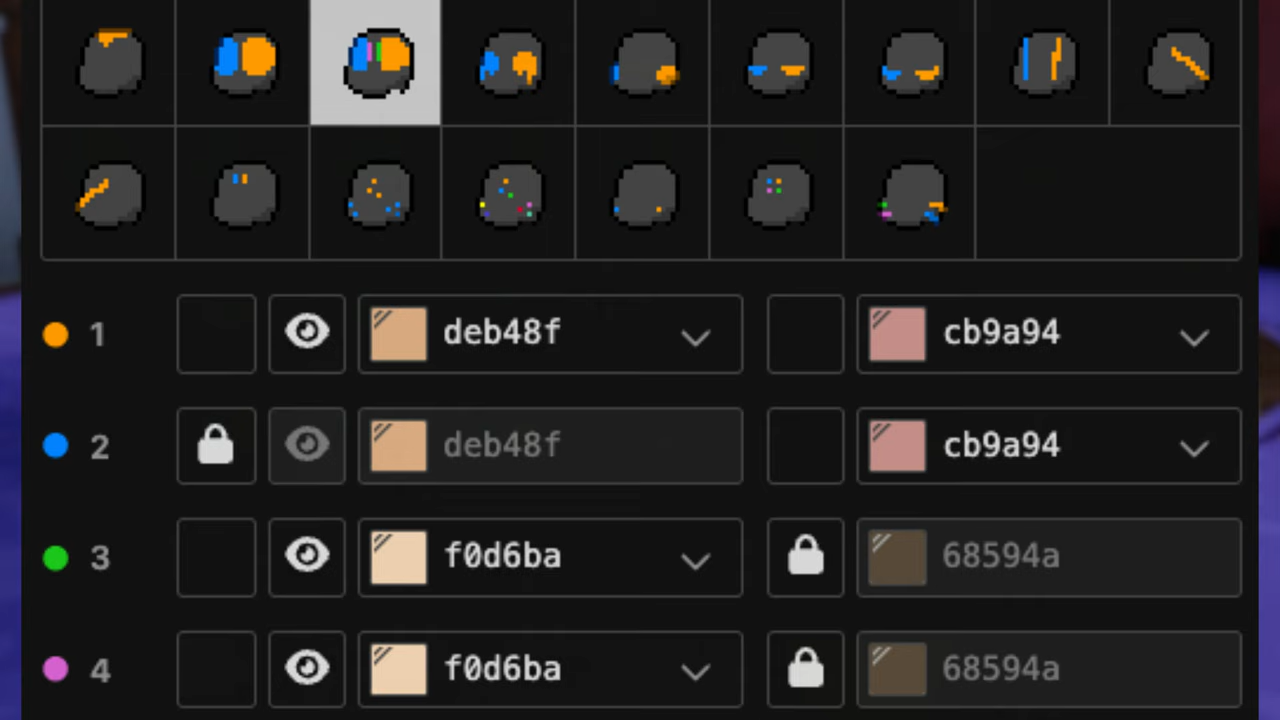 1 deb48f cb9a94
2 deb48f cb9a94
3 f0d6ba 68594a
4 f0d6ba 68594a